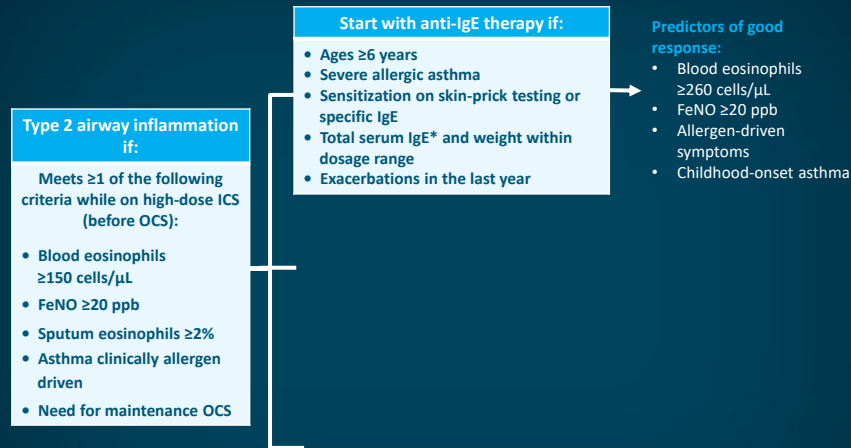 Type 2 airway inflammation
if:
Meets ≥1 of the following
criteria while on high-dose ICS
(before OCS):
• Blood eosinophils
≥150 cells/μL
• FeNO ≥20 ppb
• Sputum eosinophils ≥2%
• Asthma clinically allergen
driven
• Need for maintenance OCS
Start with anti-IgE therapy if:
• Ages ≥6 years
• Severe allergic asthma
• Sensitization on skin-prick testing or
specific IgE
• Total serum IgE* and weight within
dosage range
• Exacerbations in the last year
Predictors of good
response:
• Blood eosinophils
≥260 cells/μL
• FeNO ≥20 ppb
• Allergen-driven
symptoms
• Childhood-onset asthma